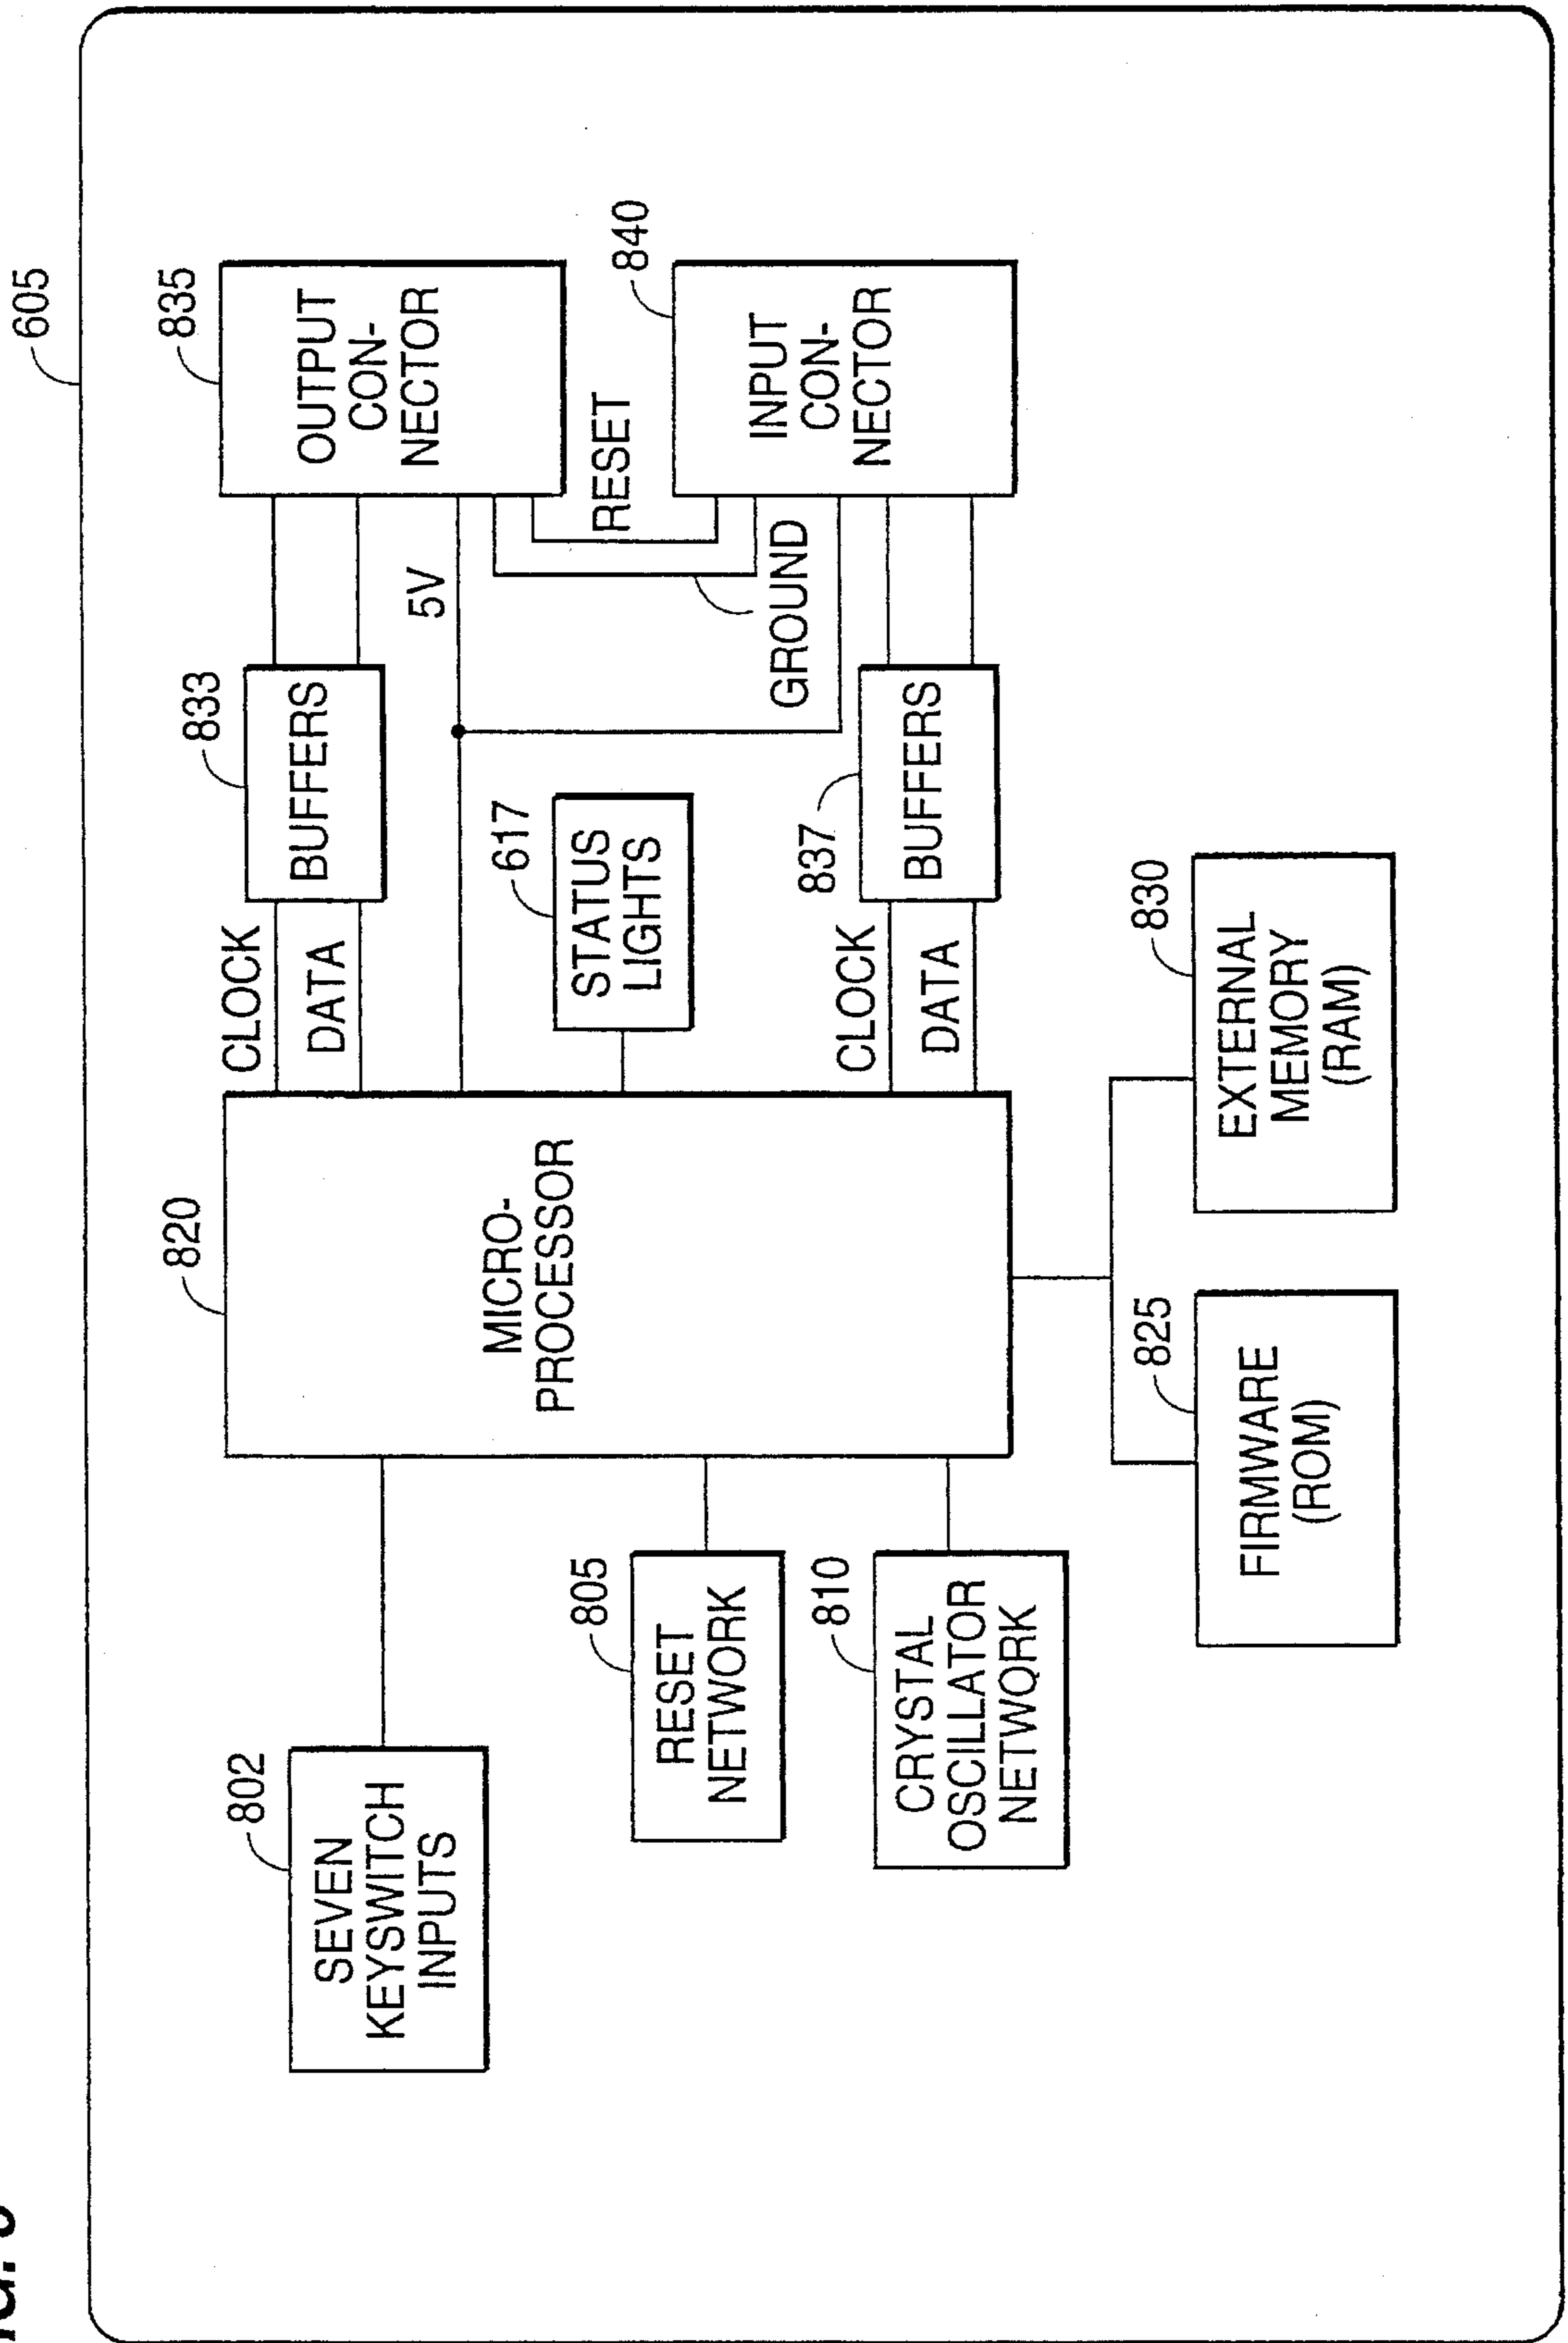 605
820
MICRO-
PROCESSOR
802
SEVEN
KEYSWITCH
INPUTS
805
RESET
NETWORK
810
CRYSTAL
OSCILLATOR
NETWORK
825
FIRMWARE
(ROM)
830
EXTERNAL
MEMORY
(RAM)
CLOCK
DATA
833
BUFFERS
5V
835
OUTPUT
CON-
NECTOR
617
STATUS
LIGHTS
RESET
GROUND
CLOCK
DATA
837
BUFFERS
840
INPUT
CON-
NECTOR